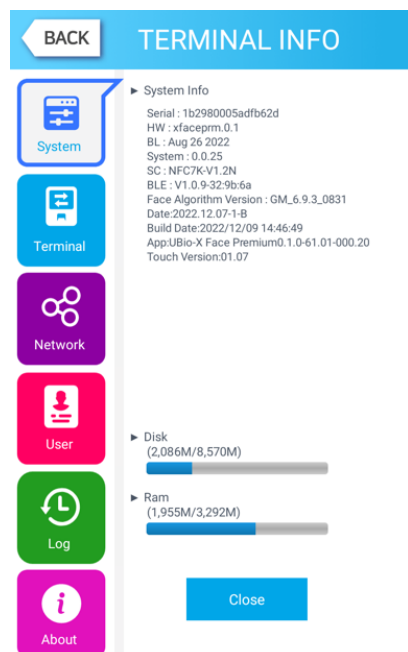 BACK
TERMINAL INFO
System
Terminal
Network
User
Log
About
► System Info
Serial : 1b2980005adfb62d
HW : xfaceprm.0.1
BL : Aug 26 2022
System : 0.0.25
SC : NFC7K-V1.2N
BLE : V1.0.9-32:9b:6a
Face Algorithm Version : GM_6.9.3_0831
Date:2022.12.07-1-B
Build Date:2022/12/09 14:46:49
App:UBio-X Face Premium0.1.0-61.01-000.20
Touch Version:01.07
► Disk
(2,086M/8,570M)
► Ram
(1,955M/3,292M)
Close